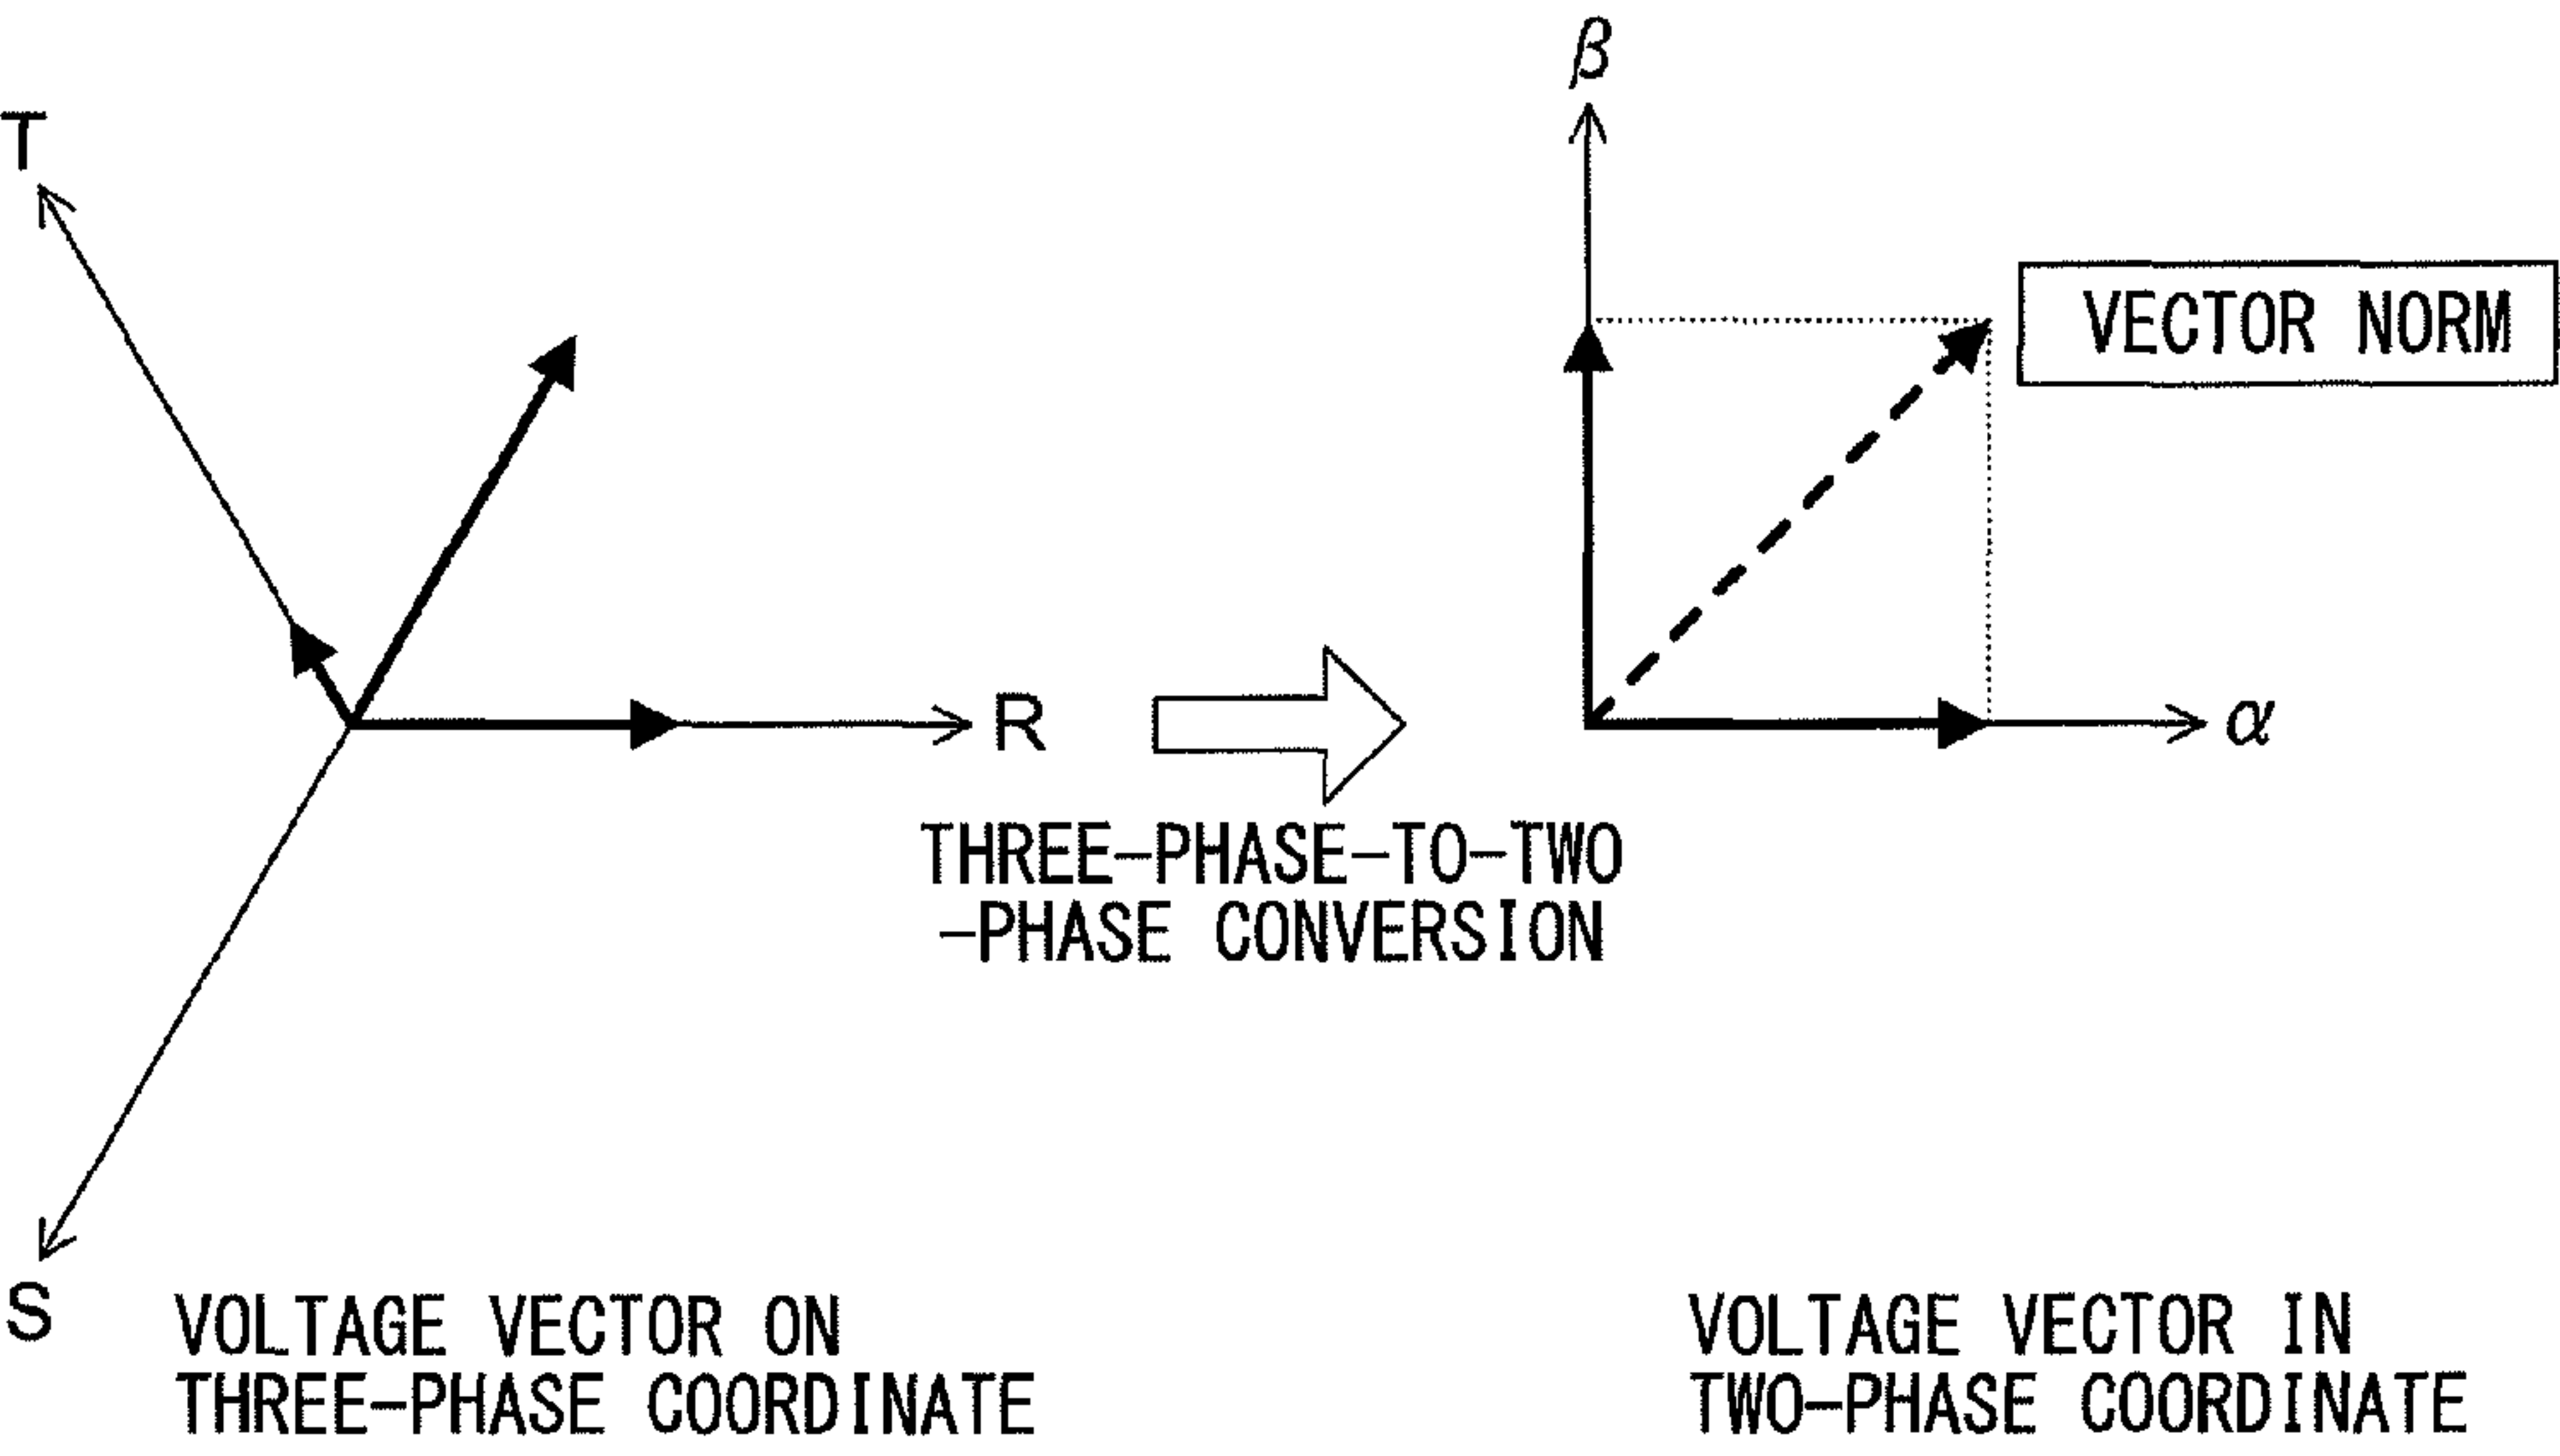 T
R
S
VOLTAGE VECTOR ON
THREE-PHASE COORDINATE
THREE-PHASE-TO-TWO
-PHASE CONVERSION
β
VECTOR NORM
α
VOLTAGE VECTOR IN
TWO-PHASE COORDINATE